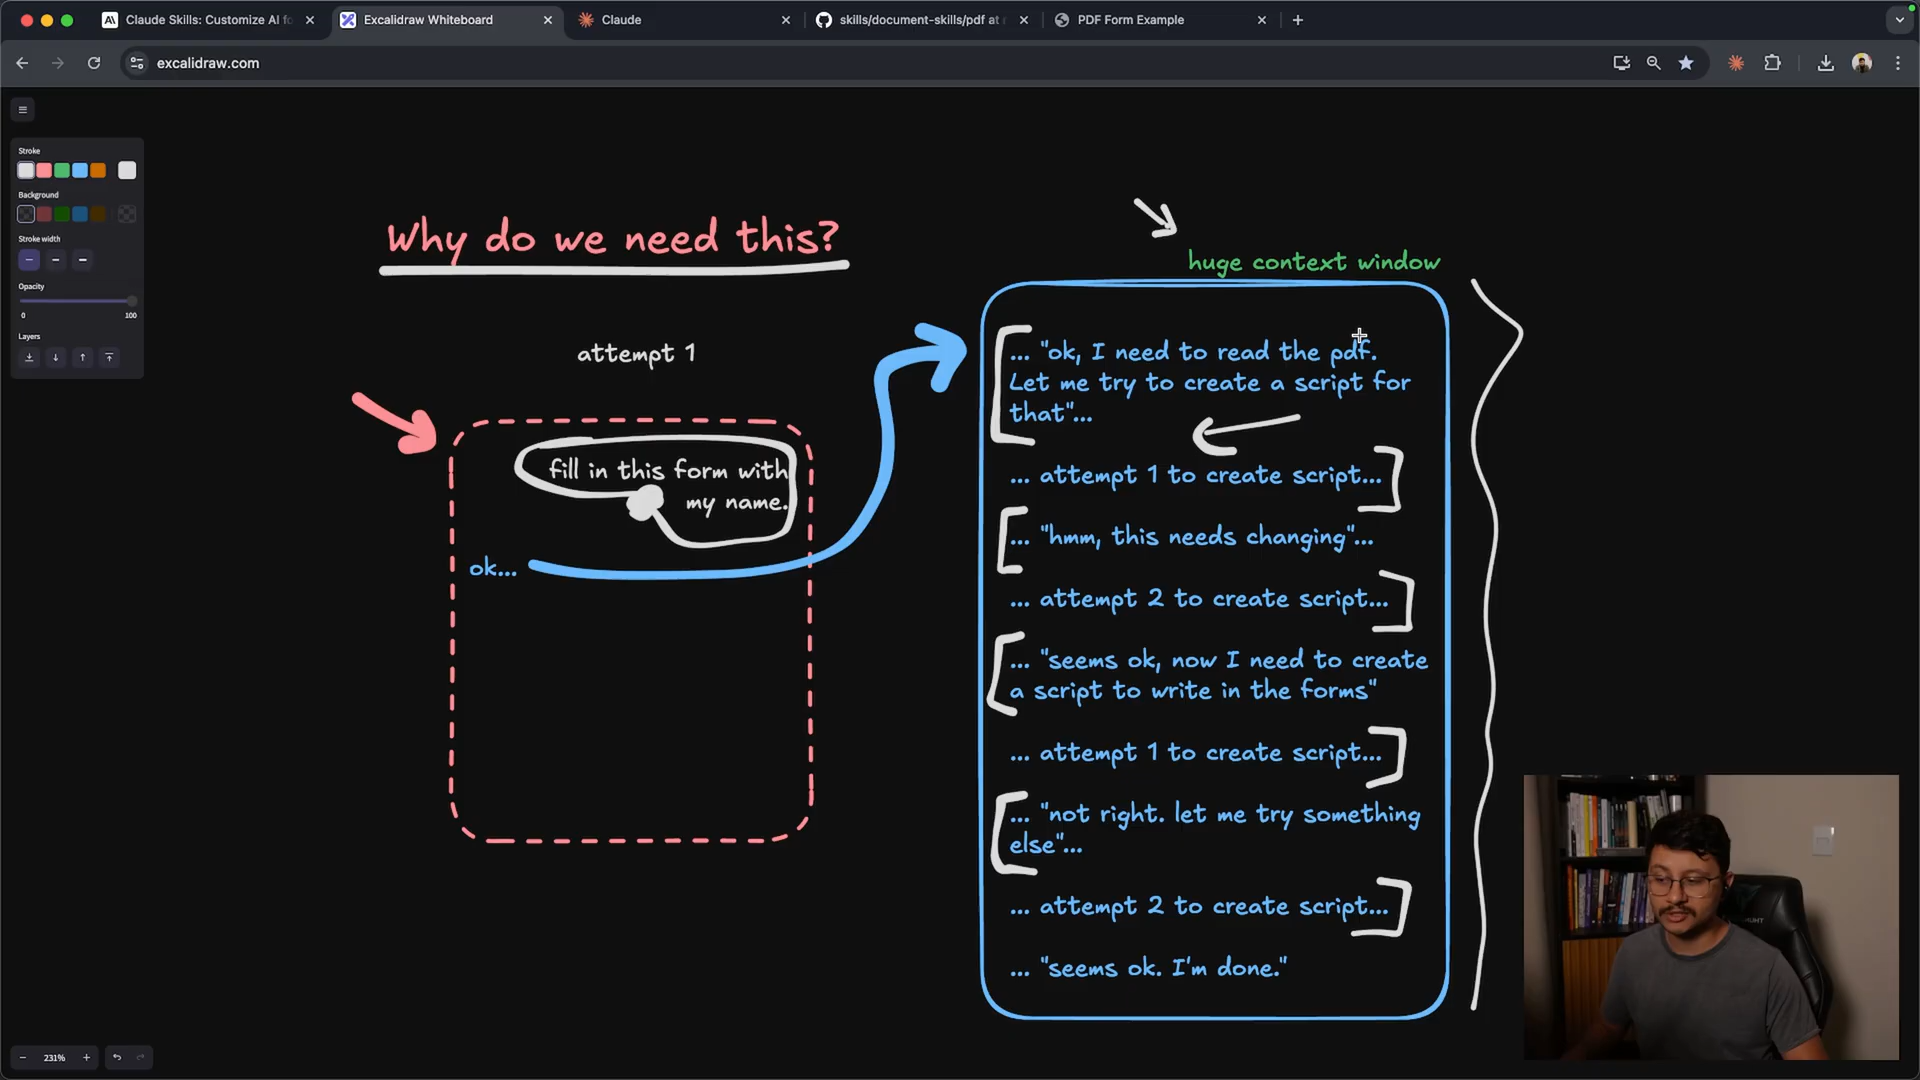 Claude Skills: Customize AI fo
Excalidraw Whiteboard
Claude
skills/document-skills/pdf at
PDF Form Example
excalidraw.com
Stroke
Background
Stroke width
Opacity
0
100
Layers
Why do we need this?
attempt 1
fill in this form with
my name.
ok...
huge context window
... "ok, I need to read the pdf.
Let me try to create a script for
that"...
... attempt 1 to create script...
... "hmm, this needs changing"...
... attempt 2 to create script...
... "seems ok, now I need to create
a script to write in the forms"
... attempt 1 to create script...
... "not right. let me try something
else"...
... attempt 2 to create script...
... "seems ok. I'm done."
231%